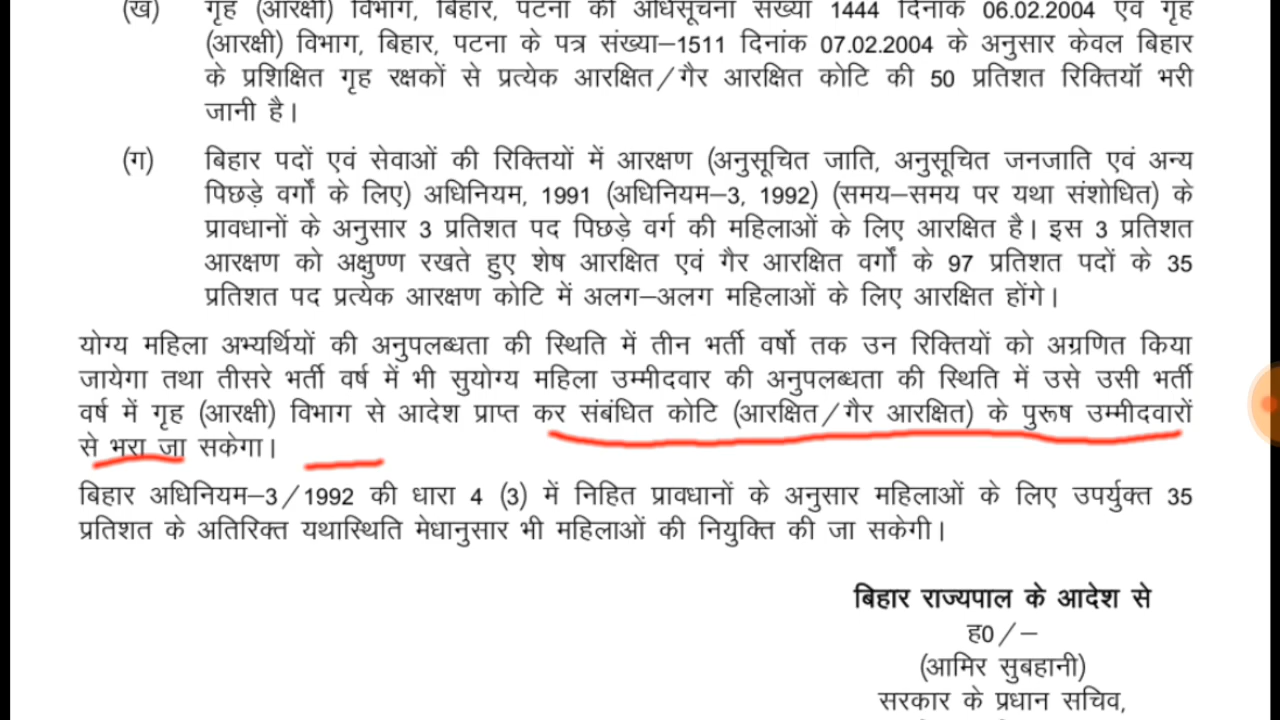 (ख) गृह (आरक्षी) विभाग, बिहार, पटना की अधिसूचना संख्या 1444 दिनांक 06.02.2004 एवं गृह
(आरक्षी) विभाग, बिहार, पटना के पत्र संख्या–1511 दिनांक 07.02.2004 के अनुसार केवल बिहार
के प्रशिक्षित गृह रक्षकों से प्रत्येक आरक्षित/गैर आरक्षित कोटि की 50 प्रतिशत रिक्तियॉ भरी
जानी है।
(ग) बिहार पदों एवं सेवाओं की रिक्तियों में आरक्षण (अनुसूचित जाति, अनुसूचित जनजाति एवं अन्य
पिछड़े वर्गों के लिए) अधिनियम, 1991 (अधिनियम–3, 1992) (समय–समय पर यथा संशोधित) के
प्रावधानों के अनुसार 3 प्रतिशत पद पिछड़े वर्ग की महिलाओं के लिए आरक्षित है। इस 3 प्रतिशत
आरक्षण को अक्षुण्ण रखते हुए शेष आरक्षित एवं गैर आरक्षित वर्गों के 97 प्रतिशत पदों के 35
प्रतिशत पद प्रत्येक आरक्षण कोटि में अलग–अलग महिलाओं के लिए आरक्षित होंगे।
योग्य महिला अभ्यर्थियों की अनुपलब्धता की स्थिति में तीन भर्ती वर्षो तक उन रिक्तियों को अग्रणित किया
जायेगा तथा तीसरे भर्ती वर्ष में भी सुयोग्य महिला उम्मीदवार की अनुपलब्धता की स्थिति में उसे उसी भर्ती
वर्ष में गृह (आरक्षी) विभाग से आदेश प्राप्त कर संबंधित कोटि (आरक्षित/गैर आरक्षित) के पुरूष उम्मीदवारों
से भरा जा सकेगा।
बिहार अधिनियम–3/1992 की धारा 4 (3) में निहित प्रावधानों के अनुसार महिलाओं के लिए उपर्युक्त 35
प्रतिशत के अतिरिक्त यथास्थिति मेधानुसार भी महिलाओं की नियुक्ति की जा सकेगी।
बिहार राज्यपाल के आदेश से
ह0/–
(आमिर सुबहानी)
सरकार के प्रधान सचिव,